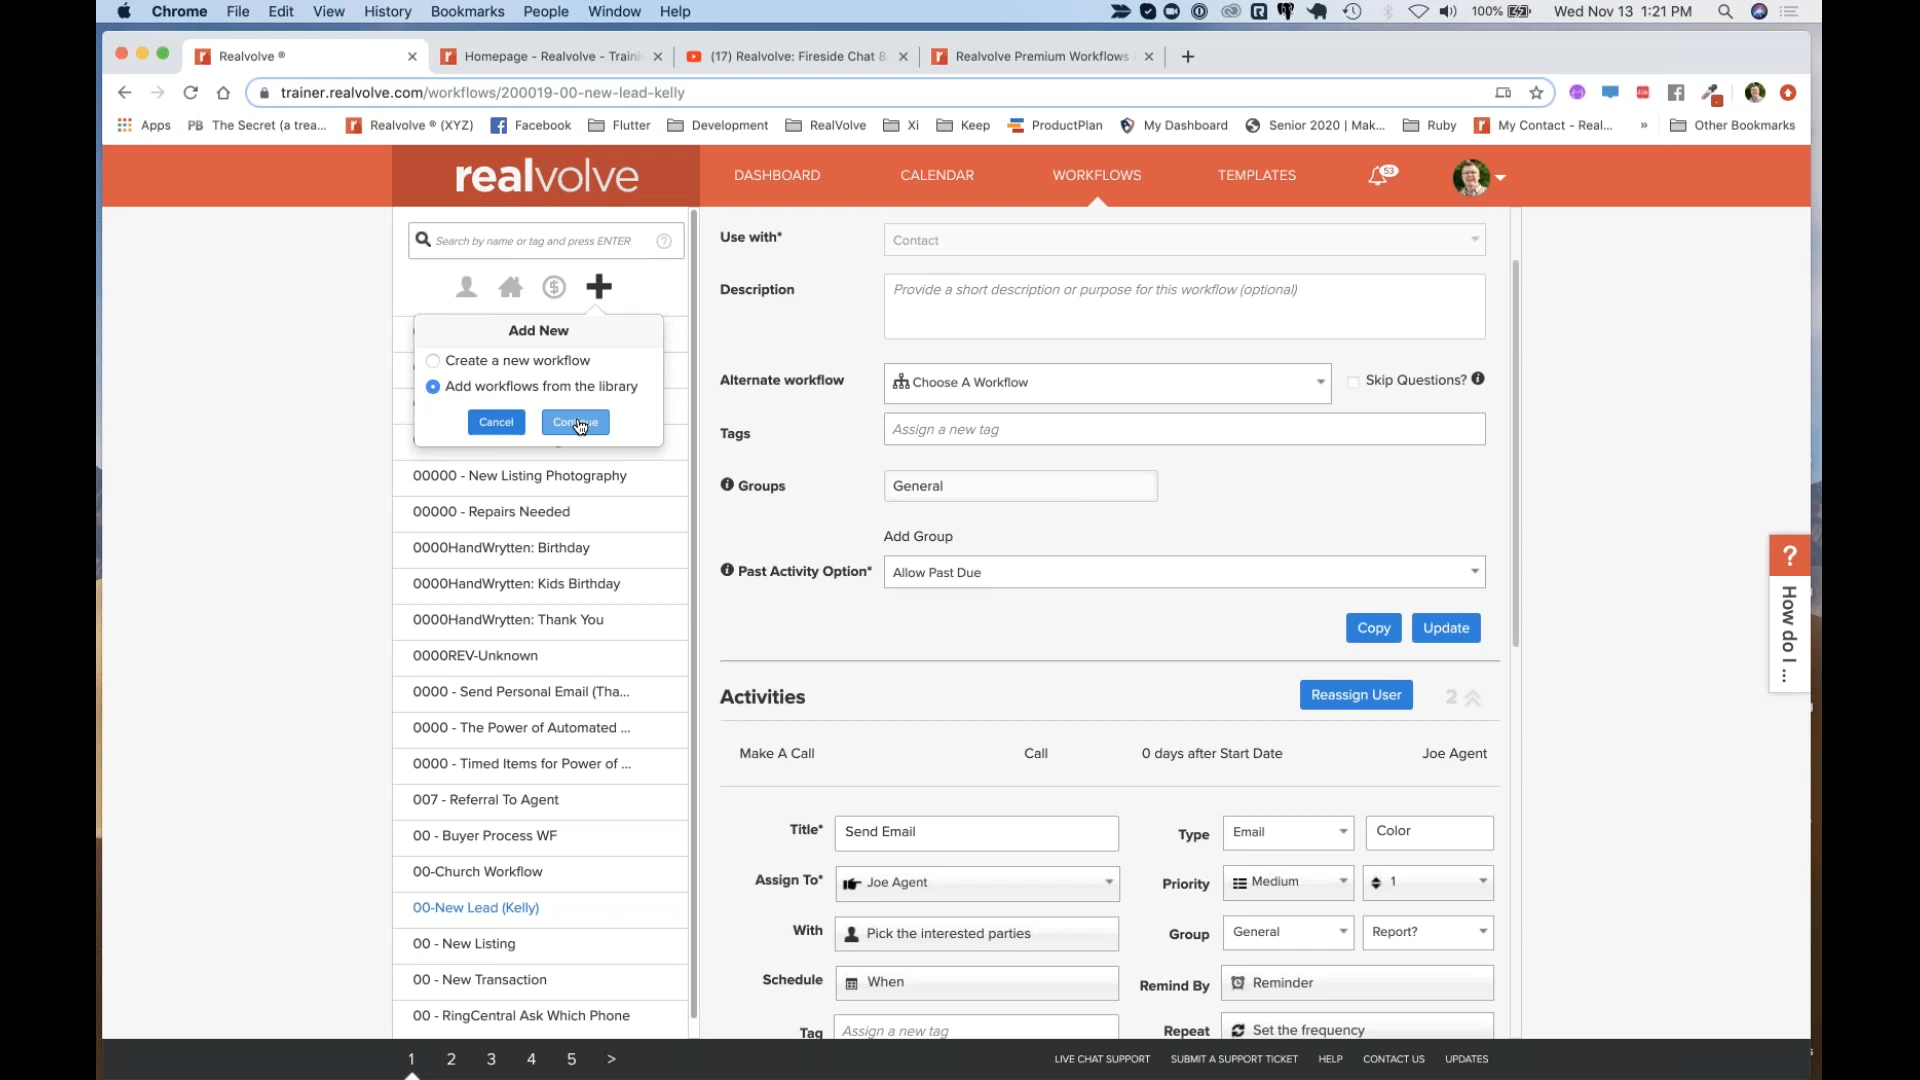 Chrome File Edit View History Bookmarks People Window Help 100% Wed Nov 13 1:21 PM
Realvolve ®
Homepage - Realvolve - Traini
(17) Realvolve: Fireside Chat 8-
Realvolve Premium Workflows
trainer.realvolve.com/workflows/200019-00-new-lead-kelly
Apps PB The Secret (a trea... Realvolve ® (XYZ) Facebook Flutter Development RealVolve Xi Keep ProductPlan My Dashboard Senior 2020 | Mak... Ruby My Contact - Real... » Other Bookmarks
realvolve
DASHBOARD CALENDAR WORKFLOWS TEMPLATES 53
Search by name or tag and press ENTER
Add New
Create a new workflow
Add workflows from the library
Cancel
00000 - New Listing Photography
00000 - Repairs Needed
0000HandWrytten: Birthday
0000HandWrytten: Kids Birthday
0000HandWrytten: Thank You
0000REV-Unknown
0000 - Send Personal Email (Tha...
0000 - The Power of Automated ...
0000 - Timed Items for Power of ...
007 - Referral To Agent
00 - Buyer Process WF
00-Church Workflow
00-New Lead (Kelly)
00 - New Listing
00 - New Transaction
00 - RingCentral Ask Which Phone
Use with* Contact
Description Provide a short description or purpose for this workflow (optional)
Alternate workflow Choose A Workflow Skip Questions?
Tags Assign a new tag
Groups General
Add Group
Past Activity Option* Allow Past Due
Copy Update
Activities Reassign User 2
Make A Call Call 0 days after Start Date Joe Agent
Title* Send Email Type Email Color
Assign To* Joe Agent Priority Medium 1
With Pick the interested parties Group General Report?
Schedule When Remind By Reminder
Tag Assign a new tag Repeat Set the frequency
? How do I ...
1 2 3 4 5 >
LIVE CHAT SUPPORT SUBMIT A SUPPORT TICKET HELP CONTACT US UPDATES